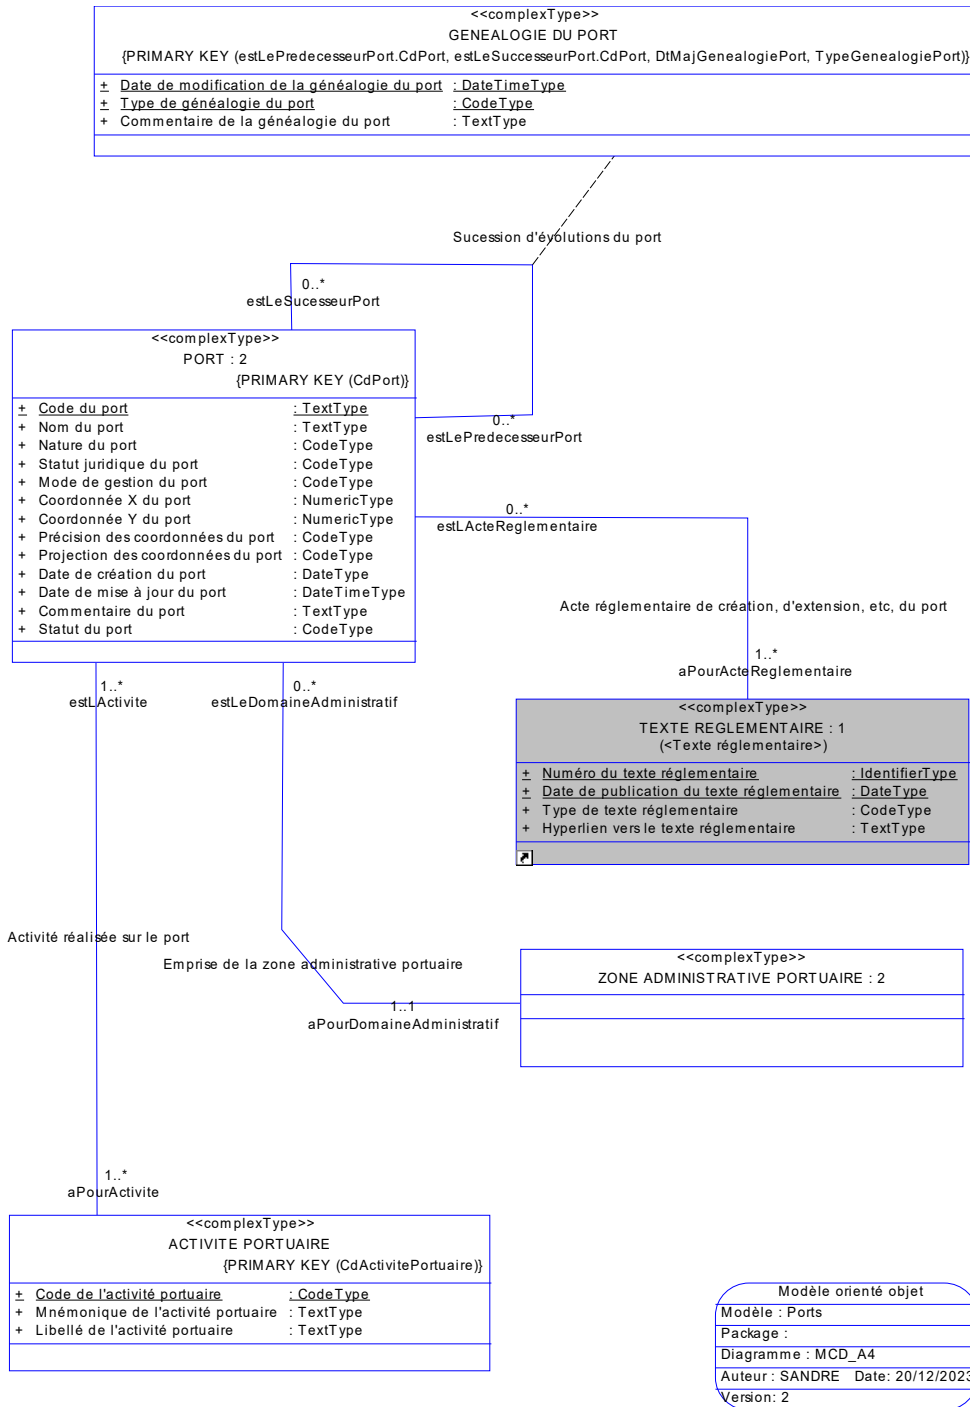 <<complexType>>
GENEALOGIE DU PORT
{PRIMARY KEY (estLePredecesseurPort.CdPort, estLeSuccesseurPort.CdPort, DtMajGenealogiePort, TypeGenealogiePort)}
+ Date de modification de la généalogie du port : DateTimeType
+ Type de généalogie du port : CodeType
+ Commentaire de la généalogie du port : TextType
Sucession d'évolutions du port
0..*
estLeSucesseurPort
<<complexType>>
PORT : 2
{PRIMARY KEY (CdPort)}
+ Code du port : TextType
+ Nom du port : TextType
+ Nature du port : CodeType
+ Statut juridique du port : CodeType
+ Mode de gestion du port : CodeType
+ Coordonnée X du port : NumericType
+ Coordonnée Y du port : NumericType
+ Précision des coordonnées du port : CodeType
+ Projection des coordonnées du port : CodeType
+ Date de création du port : DateType
+ Date de mise à jour du port : DateTimeType
+ Commentaire du port : TextType
+ Statut du port : CodeType
0..*
estLePredecesseurPort
0..*
estLActeReglementaire
Acte réglementaire de création, d'extension, etc, du port
1..*
aPourActeReglementaire
1..*
estLActivite
0..*
estLeDomaineAdministratif
<<complexType>>
TEXTE REGLEMENTAIRE : 1
(<Texte réglementaire>)
+ Numéro du texte réglementaire : IdentifierType
+ Date de publication du texte réglementaire : DateType
+ Type de texte réglementaire : CodeType
+ Hyperlien vers le texte réglementaire : TextType
Activité réalisée sur le port
Emprise de la zone administrative portuaire
1..1
aPourDomaineAdministratif
<<complexType>>
ZONE ADMINISTRATIVE PORTUAIRE : 2
1..*
aPourActivite
<<complexType>>
ACTIVITE PORTUAIRE
{PRIMARY KEY (CdActivitePortuaire)}
+ Code de l'activité portuaire : CodeType
+ Mnémonique de l'activité portuaire : TextType
+ Libellé de l'activité portuaire : TextType
Modèle orienté objet
Modèle : Ports
Package :
Diagramme : MCD_A4
Auteur : SANDRE Date: 20/12/2023
Version: 2